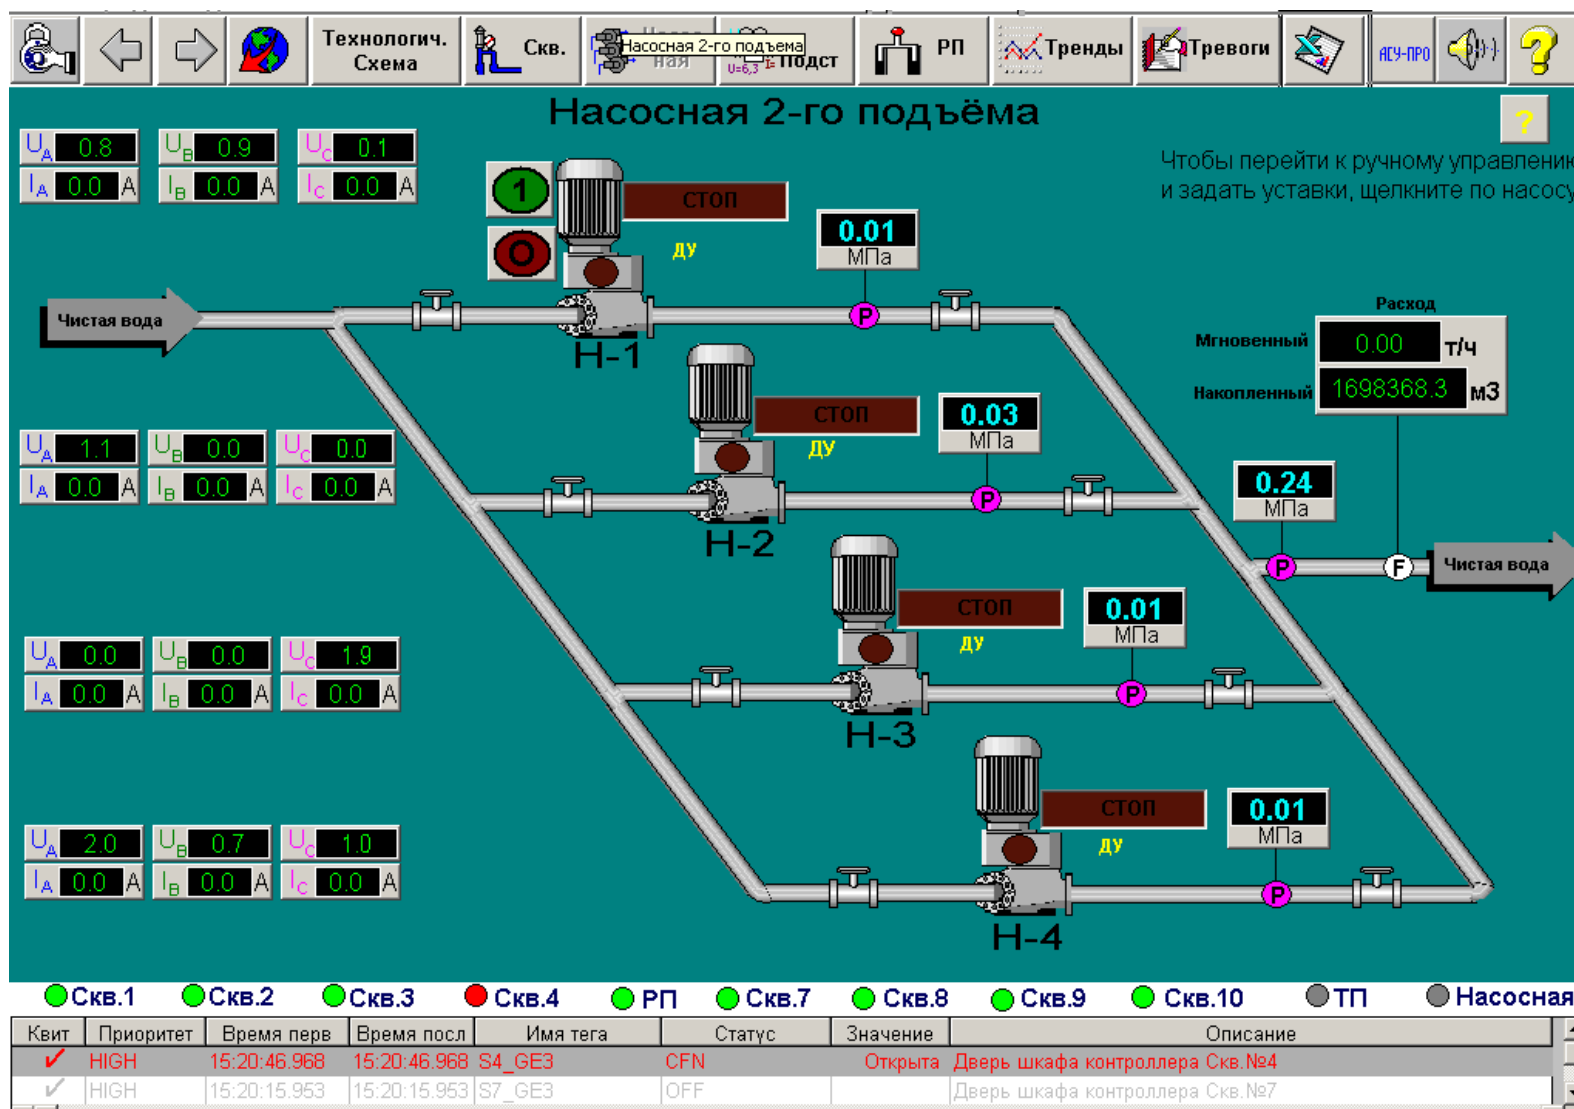 Технологич.
Схема
Скв.
Насосная 2-го подъема
ная
U=6,3
I=
Подст
РП
Тренды
Тревоги
АСУ-ПРО
?
Насосная 2-го подъёма
?
Чтобы перейти к ручному управлению
и задать уставки, щелкните по насосу
UA 0.8 UB 0.9 UC 0.1
IA 0.0 A IB 0.0 A IC 0.0 A
1
СТОП
O
ДУ
0.01
МПа
Чистая вода
P
Н-1
Расход
Мгновенный 0.00 т/ч
Накопленный 1698368.3 м3
СТОП
ДУ
0.03
МПа
UA 1.1 UB 0.0 UC 0.0
IA 0.0 A IB 0.0 A IC 0.0 A
P
Н-2
0.24
МПа
P
F
Чистая вода
СТОП
ДУ
0.01
МПа
UA 0.0 UB 0.0 UC 1.9
IA 0.0 A IB 0.0 A IC 0.0 A
P
Н-3
СТОП
ДУ
0.01
МПа
UA 2.0 UB 0.7 UC 1.0
IA 0.0 A IB 0.0 A IC 0.0 A
P
Н-4
Скв.1 Скв.2 Скв.3 Скв.4 РП Скв.7 Скв.8 Скв.9 Скв.10 ТП Насосная
Квит Приоритет Время перв Время посл Имя тега Статус Значение Описание
HIGH 15:20:46.968 15:20:46.968 S4_GE3 CFN Открыта Дверь шкафа контроллера Скв.№4
HIGH 15:20:15.953 15:20:15.953 S7_GE3 OFF Дверь шкафа контроллера Скв.№7